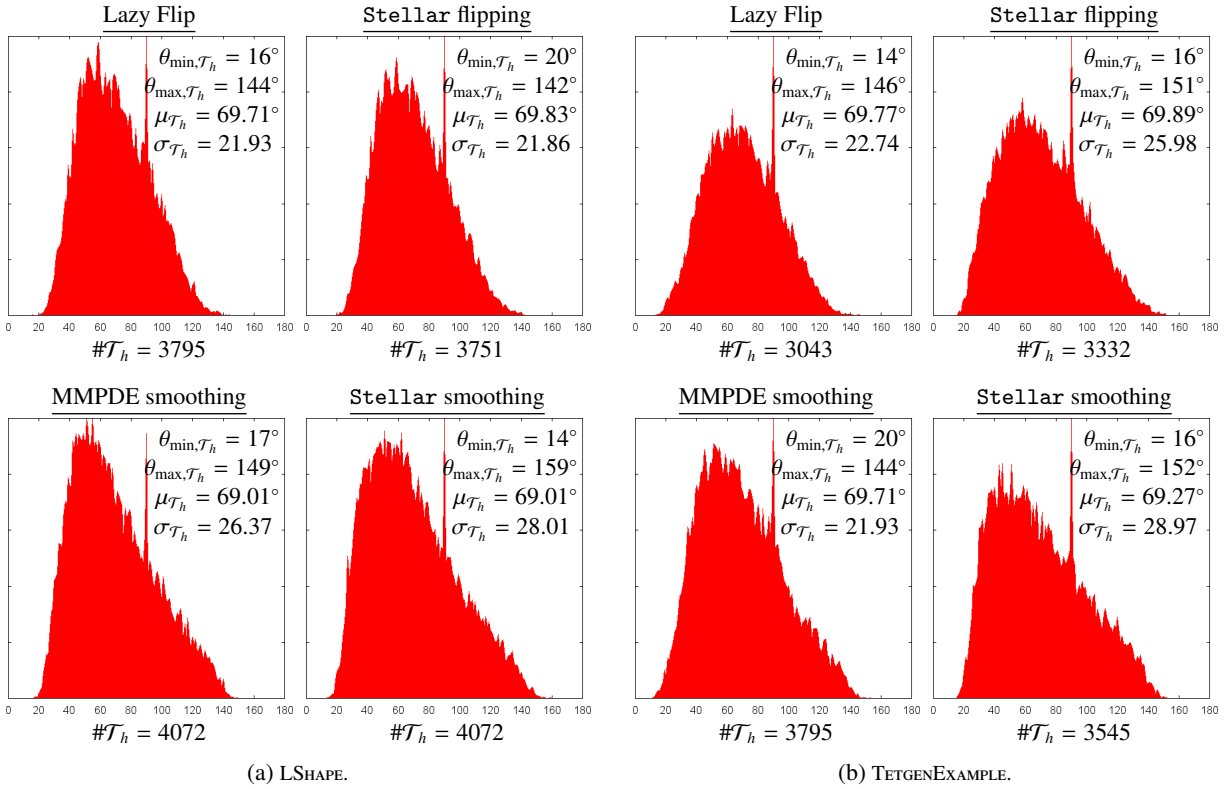 Lazy Flip
θmin,𝒯h = 16°
θmax,𝒯h = 144°
μ𝒯h = 69.71°
σ𝒯h = 21.93
0 20 40 60 80 100 120 140 160 180
#𝒯h = 3795
Stellar flipping
θmin,𝒯h = 20°
θmax,𝒯h = 142°
μ𝒯h = 69.83°
σ𝒯h = 21.86
0 20 40 60 80 100 120 140 160 180
#𝒯h = 3751
Lazy Flip
θmin,𝒯h = 14°
θmax,𝒯h = 146°
μ𝒯h = 69.77°
σ𝒯h = 22.74
0 20 40 60 80 100 120 140 160 180
#𝒯h = 3043
Stellar flipping
θmin,𝒯h = 16°
θmax,𝒯h = 151°
μ𝒯h = 69.89°
σ𝒯h = 25.98
0 20 40 60 80 100 120 140 160 180
#𝒯h = 3332
MMPDE smoothing
θmin,𝒯h = 17°
θmax,𝒯h = 149°
μ𝒯h = 69.01°
σ𝒯h = 26.37
0 20 40 60 80 100 120 140 160 180
#𝒯h = 4072
Stellar smoothing
θmin,𝒯h = 14°
θmax,𝒯h = 159°
μ𝒯h = 69.01°
σ𝒯h = 28.01
0 20 40 60 80 100 120 140 160 180
#𝒯h = 4072
MMPDE smoothing
θmin,𝒯h = 20°
θmax,𝒯h = 144°
μ𝒯h = 69.71°
σ𝒯h = 21.93
0 20 40 60 80 100 120 140 160 180
#𝒯h = 3795
Stellar smoothing
θmin,𝒯h = 16°
θmax,𝒯h = 152°
μ𝒯h = 69.27°
σ𝒯h = 28.97
0 20 40 60 80 100 120 140 160 180
#𝒯h = 3545
(a) LSHAPE.
(b) TETGENEXAMPLE.